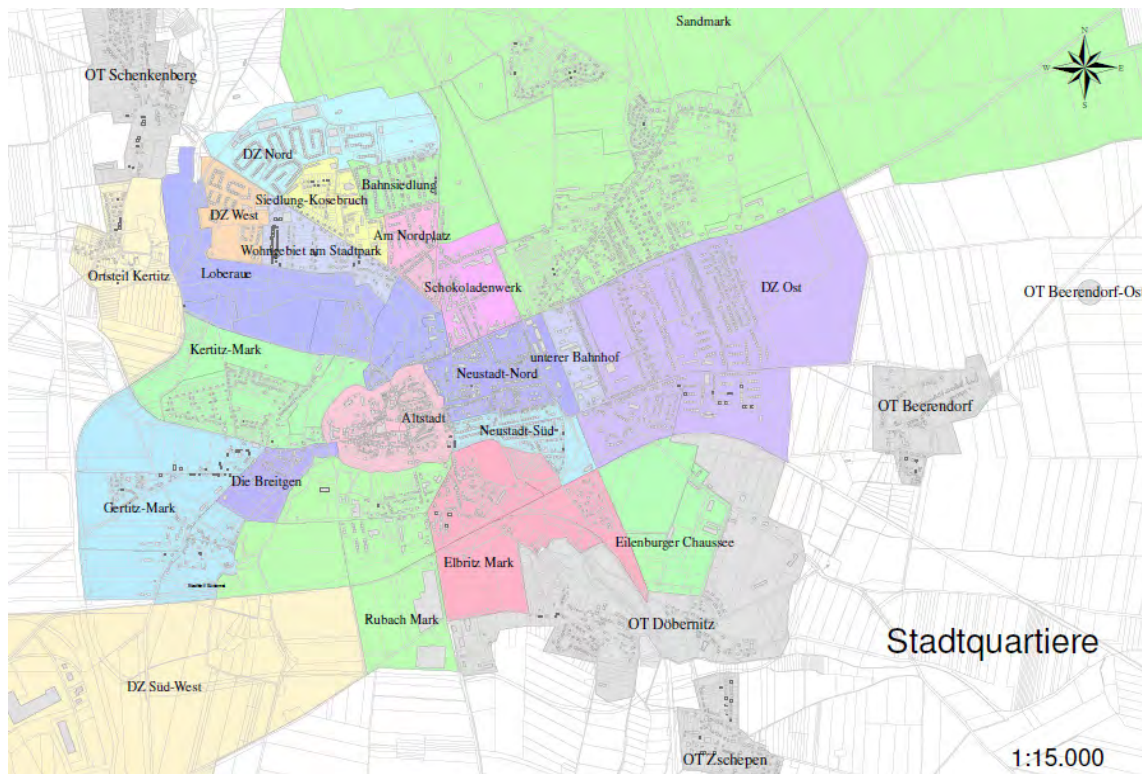 Sandmark
N
W
E
S
OT Schenkenberg
DZ Nord
Bahnsiedlung
Siedlung-Kosebruch
DZ West
Am Nordplatz
Wohngebiet am Stadtpark
Ortsteil Kertitz
Loberaue
Schokoladenwerk
DZ Ost
OT Beerendorf-Ost
Kertitz-Mark
unterer Bahnhof
Neustadt-Nord
OT Beerendorf
Altstadt
Neustadt-Süd
Die Breitgen
Gertitz-Mark
Eilenburger Chaussee
Elbritz Mark
Rubach Mark
OT Döbernitz
Stadtquartiere
DZ Süd-West
OT Zschepen
1:15.000